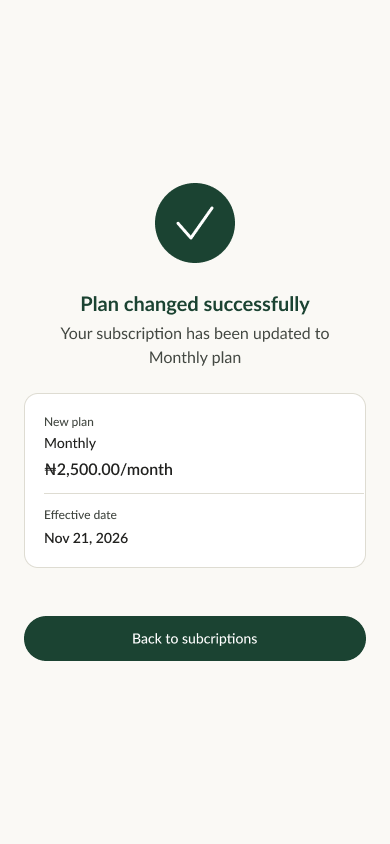 Plan changed successfully
Your subscription has been updated to
Monthly plan
New plan
Monthly
₦2,500.00/month
Effective date
Nov 21, 2026
Back to subcriptions